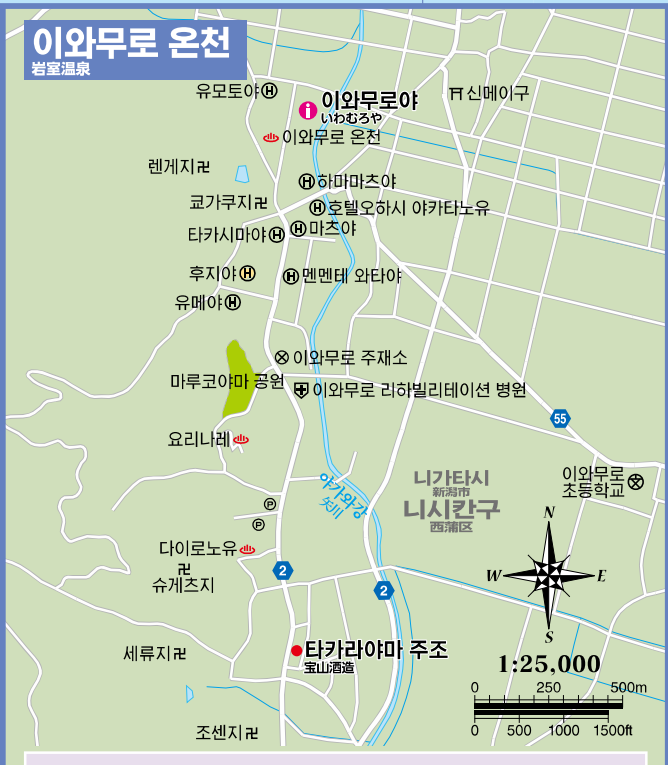 이와무로 온천
岩室温泉
유모토야 H
i 이와무로야
いわむろや
신메이구
이와무로 온천
렌게지
H 하마마츠야
쿄가쿠지
H 호텔오하시 야카타노유
타카시마야 H
H 마츠야
후지야 H
H 멘멘테 와타야
유메야 H
이와무로 주재소
마루코야마 공원
이와무로 리하빌리테이션 병원
55
요리나레
이와무로
초등학교
니가타시
新潟市
니시칸구
西蒲区
야가와강
矢川
P
P
다이로노유
슈게츠지
2
2
N
W E
S
세류지
타카라야마 주조
宝山酒造
1:25,000
0 250 500m
0 500 1000 1500ft
조센지